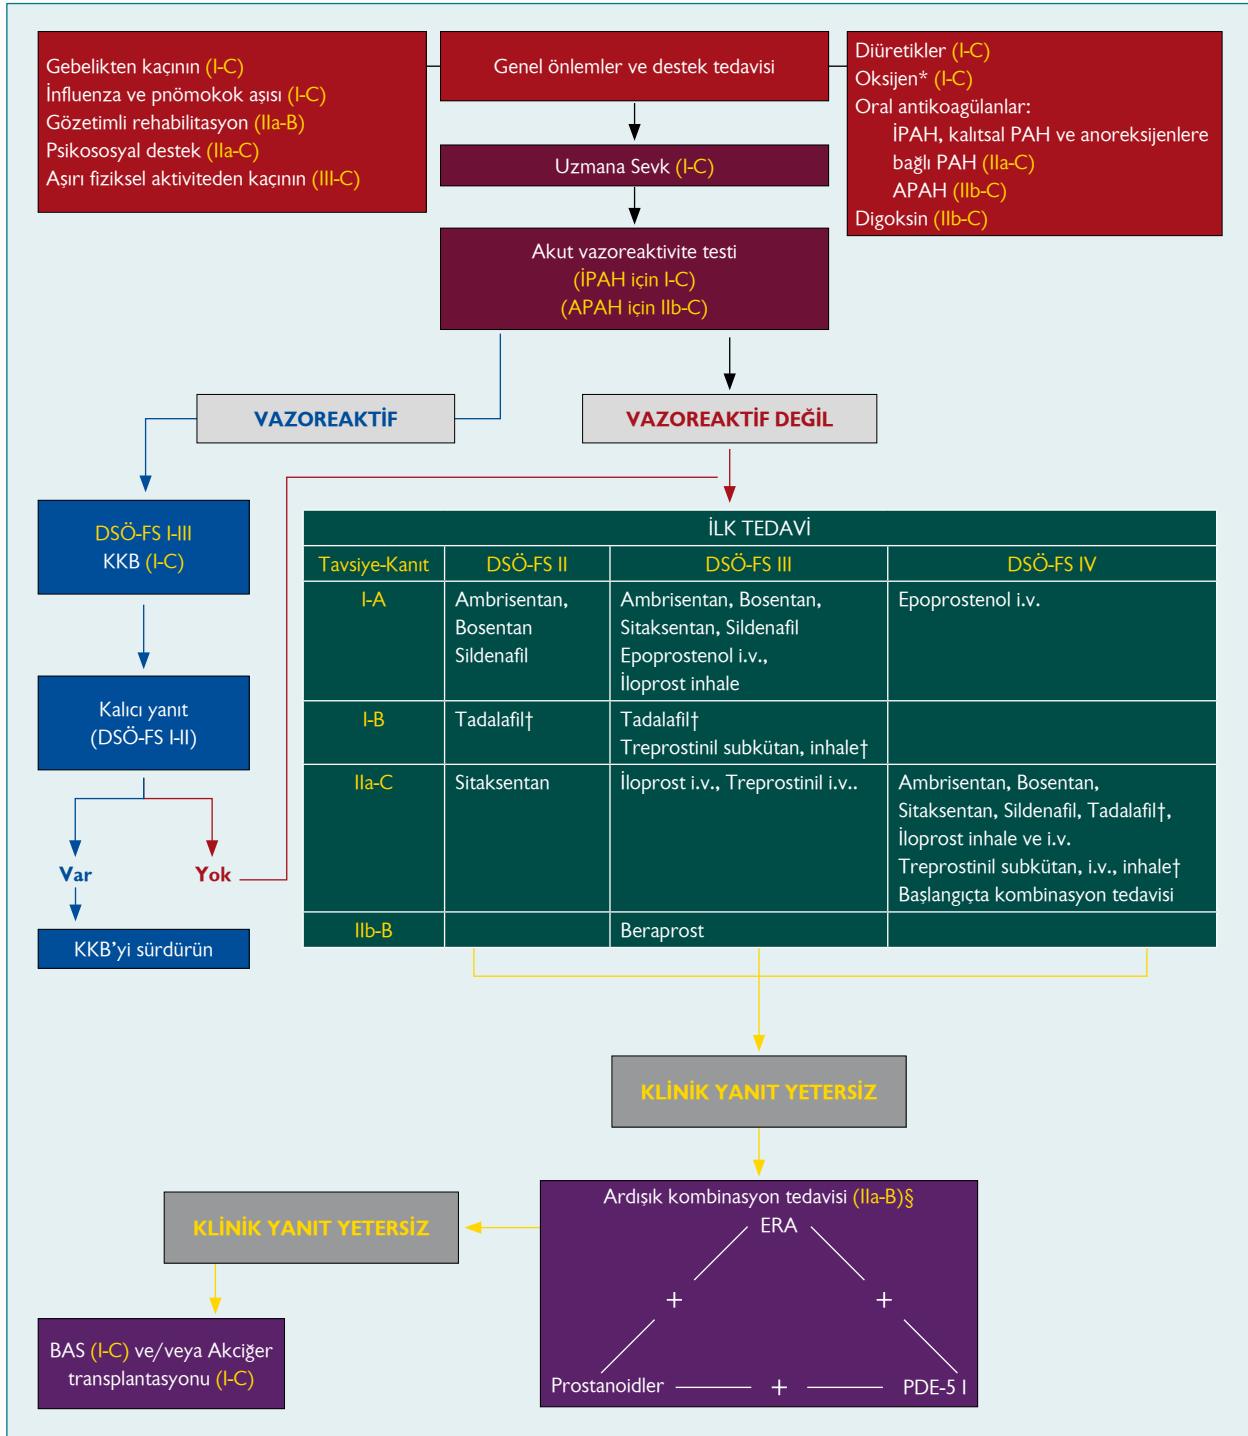 Gebelikten kaçının (I-C)
İnfluenza ve pnömokok aşısı (I-C)
Gözetimli rehabilitasyon (IIa-B)
Psikososyal destek (IIa-C)
Aşırı fiziksel aktiviteden kaçının (III-C)
Genel önlemler ve destek tedavisi
Diüretikler (I-C)
Oksijen* (I-C)
Oral antikoagülanlar:
İPAH, kalıtsal PAH ve anoreksijenlere
bağlı PAH (IIa-C)
APAH (IIb-C)
Digoksin (IIb-C)
Uzmana Sevk (I-C)
Akut vazoreaktivite testi
(İPAH için I-C)
(APAH için IIb-C)
VAZOREAKTİF
VAZOREAKTİF DEĞİL
DSÖ-FS I-III
KKB (I-C)
Kalıcı yanıt
(DSÖ-FS I-II)
Var
Yok
KKB'yi sürdürün
İLK TEDAVİ
Tavsiye-Kanıt DSÖ-FS II DSÖ-FS III DSÖ-FS IV
I-A Ambrisentan, Ambrisentan, Bosentan, Epoprostenol i.v.
Bosentan Sitaksentan, Sildenafil
Sildenafil Epoprostenol i.v.,
İloprost inhale
I-B Tadalafil† Tadalafil†
Treprostinil subkütan, inhale†
IIa-C Sitaksentan İloprost i.v., Treprostinil i.v.. Ambrisentan, Bosentan,
Sitaksentan, Sildenafil, Tadalafil†,
İloprost inhale ve i.v.
Treprostinil subkütan, i.v., inhale†
Başlangıçta kombinasyon tedavisi
IIb-B Beraprost
KLİNİK YANIT YETERSİZ
Ardışık kombinasyon tedavisi (IIa-B)§
ERA
+ +
Prostanoidler + PDE-5 I
KLİNİK YANIT YETERSİZ
BAS (I-C) ve/veya Akciğer
transplantasyonu (I-C)